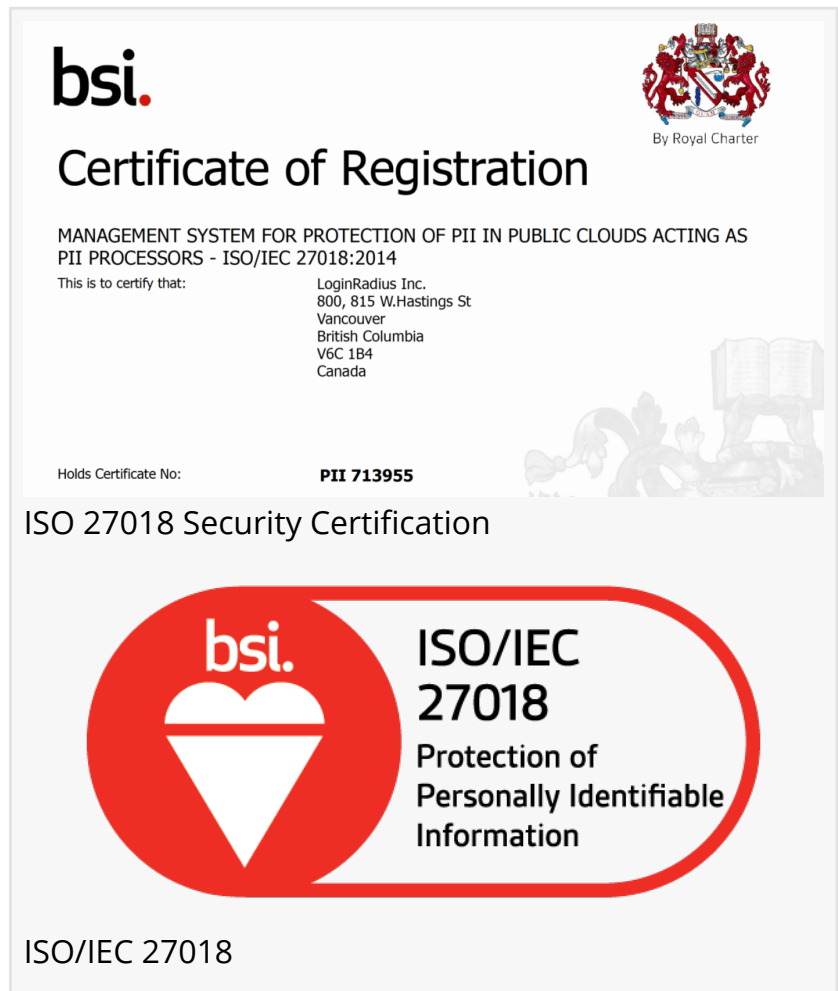 bsi.
By Royal Charter
Certificate of Registration
MANAGEMENT SYSTEM FOR PROTECTION OF PII IN PUBLIC CLOUDS ACTING AS
PII PROCESSORS - ISO/IEC 27018:2014
This is to certify that:
LoginRadius Inc.
800, 815 W.Hastings St
Vancouver
British Columbia
V6C 1B4
Canada
Holds Certificate No:
PII 713955
ISO 27018 Security Certification
bsi.
ISO/IEC
27018
Protection of
Personally Identifiable
Information
ISO/IEC 27018